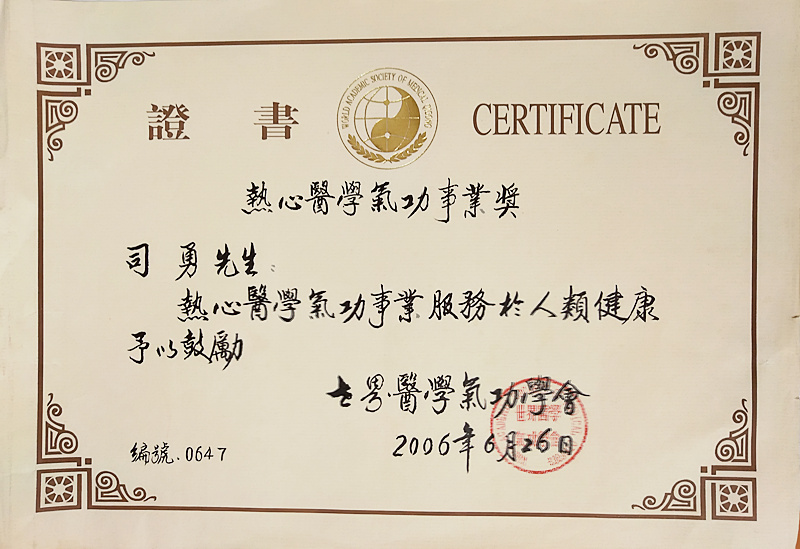 證書
WORLD ACADEMIC SOCIETY OF MEDICAL QIGONG
CERTIFICATE
熱心醫學氣功事業獎
司 勇先生:
熱心醫學氣功事業服務於人類健康
予以鼓勵
世界醫學氣功學會
2006年6月26日
編號.0647